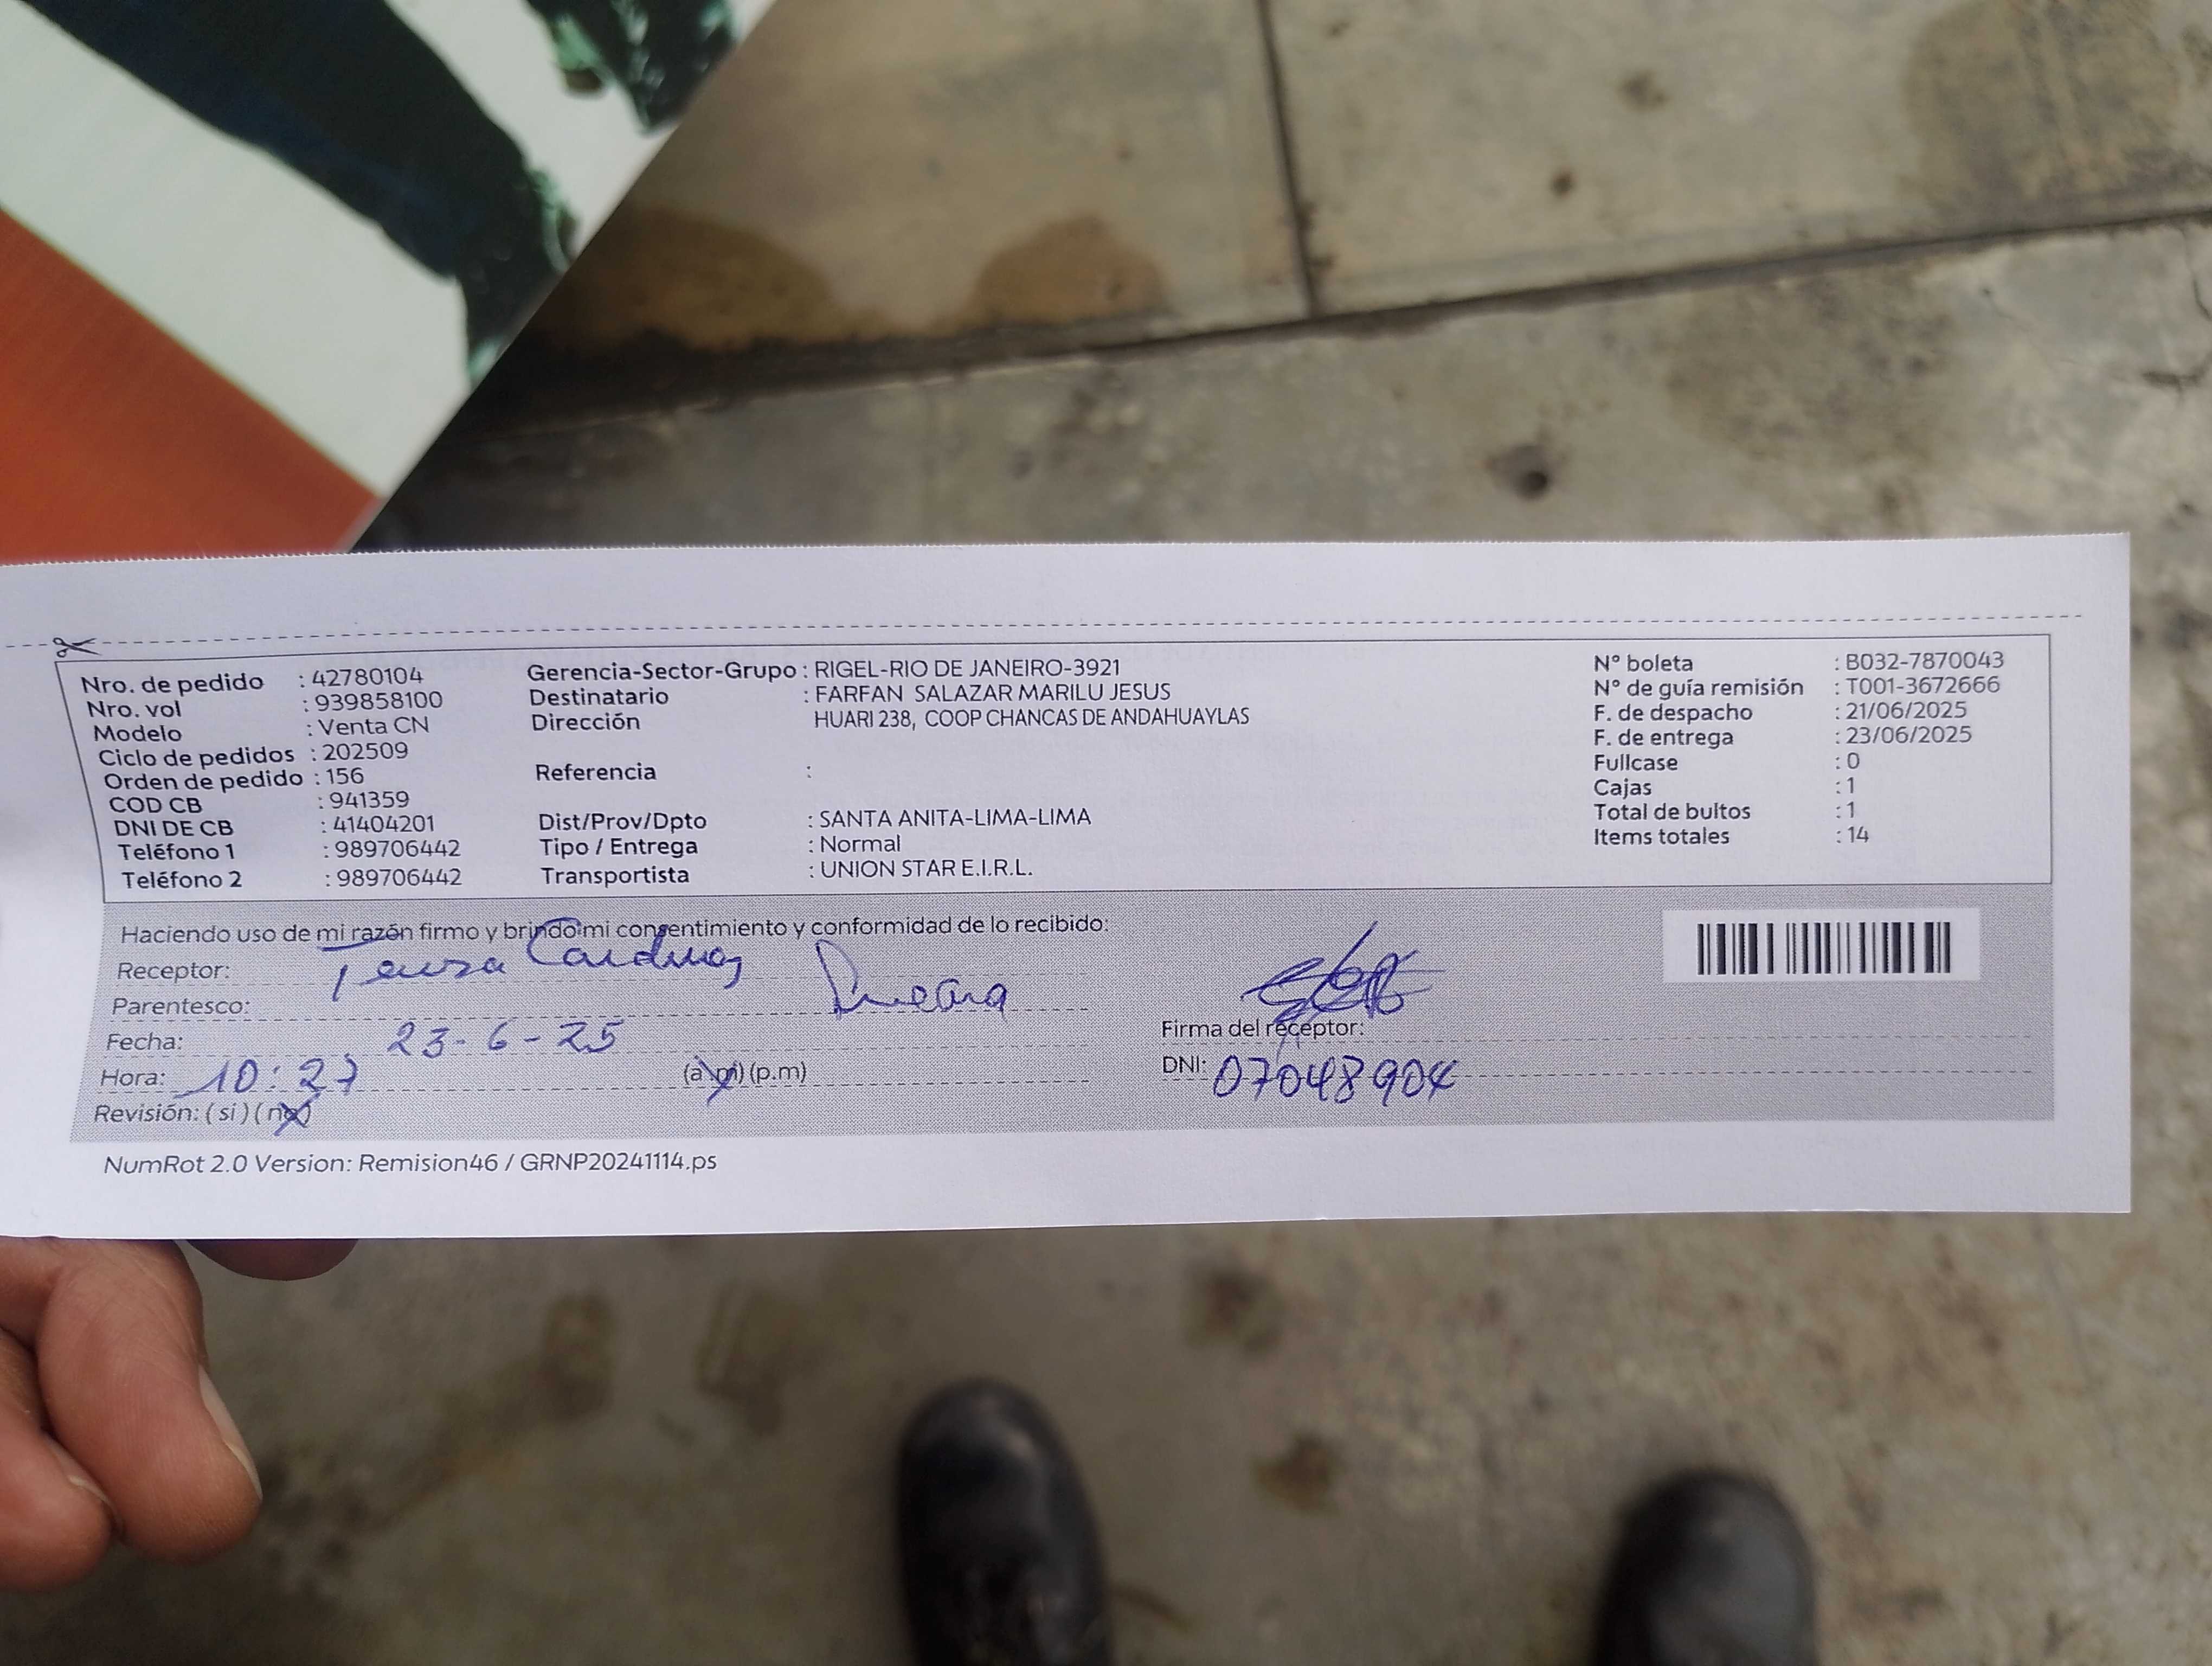 Nro. de pedido : 42780104
Nro. vol : 939858100
Modelo : Venta CN
Ciclo de pedidos : 202509
Orden de pedido : 156
COD CB : 941359
DNI DE CB : 41404201
Teléfono 1 : 989706442
Teléfono 2 : 989706442
Gerencia-Sector-Grupo : RIGEL-RIO DE JANEIRO-3921
Destinatario : FARFAN SALAZAR MARILU JESUS
Dirección HUARI 238, COOP CHANCAS DE ANDAHUAYLAS
Referencia :
Dist/Prov/Dpto : SANTA ANITA-LIMA-LIMA
Tipo / Entrega : Normal
Transportista : UNION STAR E.I.R.L.
N° boleta : B032-7870043
N° de guía remisión : T001-3672666
F. de despacho : 21/06/2025
F. de entrega : 23/06/2025
Fullcase : 0
Cajas : 1
Total de bultos : 1
Items totales : 14
Haciendo uso de mi razón firmo y brindo mi consentimiento y conformidad de lo recibido:
Receptor:
Parentesco:
Fecha: 23-6-25
Hora: 10:27 (a.m) (p.m)
Revisión: (si) (no)
Firma del receptor:
DNI: 07048904
NumRot 2.0 Version: Remision46 / GRNP20241114.ps